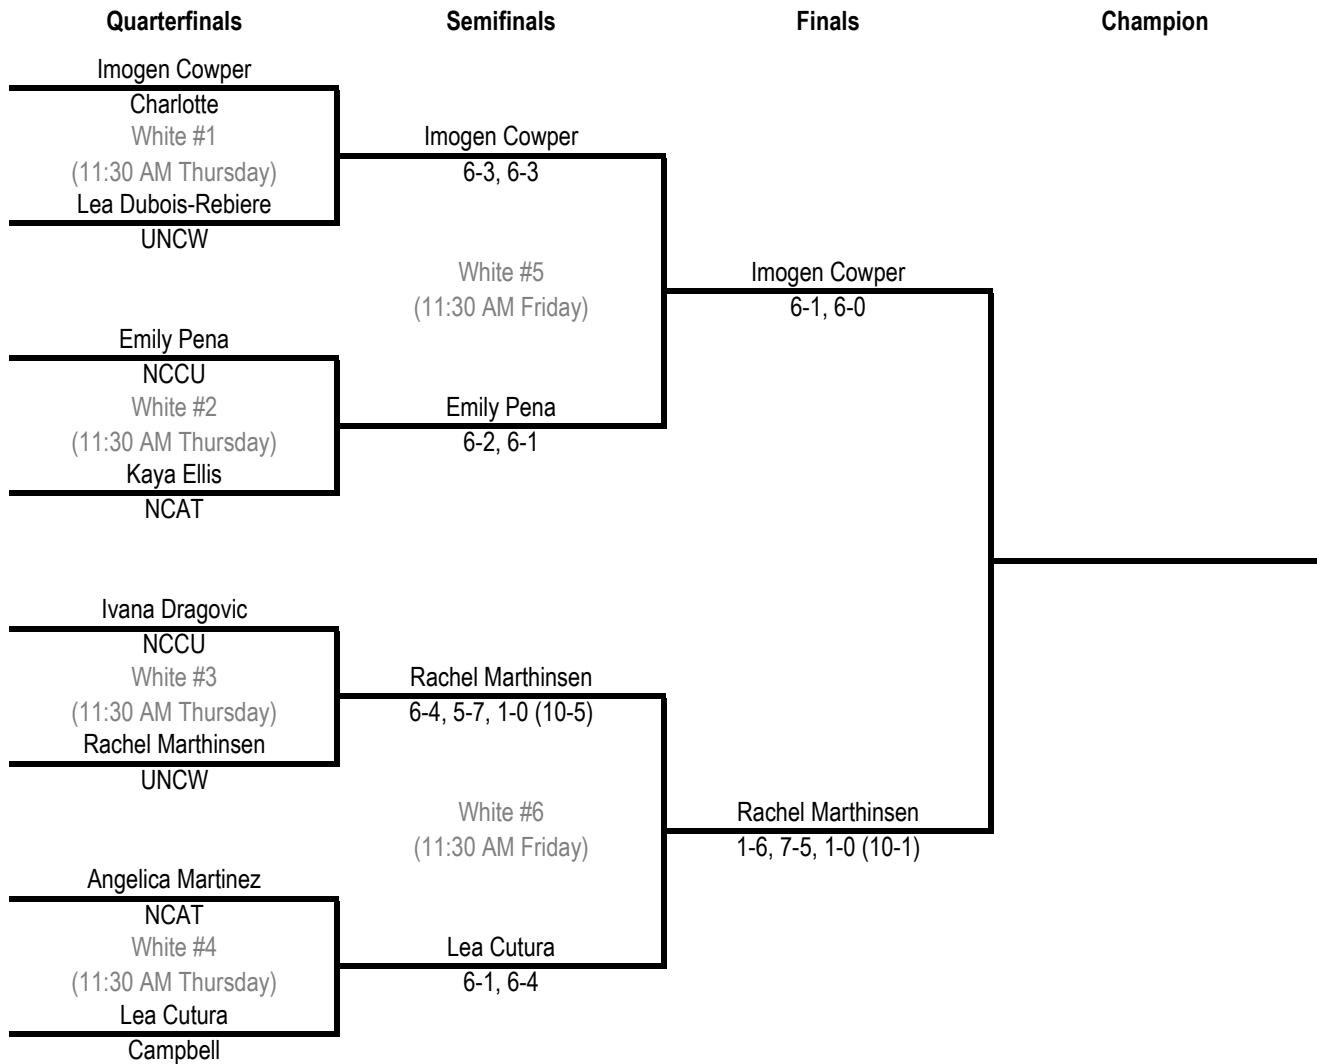 Quarterfinals
Semifinals
Finals
Champion
Imogen Cowper
Charlotte
White #1
(11:30 AM Thursday)
Lea Dubois-Rebiere
UNCW
Imogen Cowper
6-3, 6-3
White #5
(11:30 AM Friday)
Imogen Cowper
6-1, 6-0
Emily Pena
NCCU
White #2
(11:30 AM Thursday)
Kaya Ellis
NCAT
Emily Pena
6-2, 6-1
Ivana Dragovic
NCCU
White #3
(11:30 AM Thursday)
Rachel Marthinsen
UNCW
Rachel Marthinsen
6-4, 5-7, 1-0 (10-5)
White #6
(11:30 AM Friday)
Rachel Marthinsen
1-6, 7-5, 1-0 (10-1)
Angelica Martinez
NCAT
White #4
(11:30 AM Thursday)
Lea Cutura
Campbell
Lea Cutura
6-1, 6-4